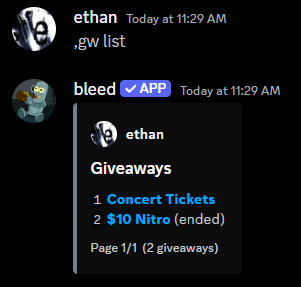 ethan Today at 11:29 AM
,gw list
bleed ✓ APP Today at 11:29 AM
ethan
Giveaways
1 Concert Tickets
2 $10 Nitro (ended)
Page 1/1 (2 giveaways)